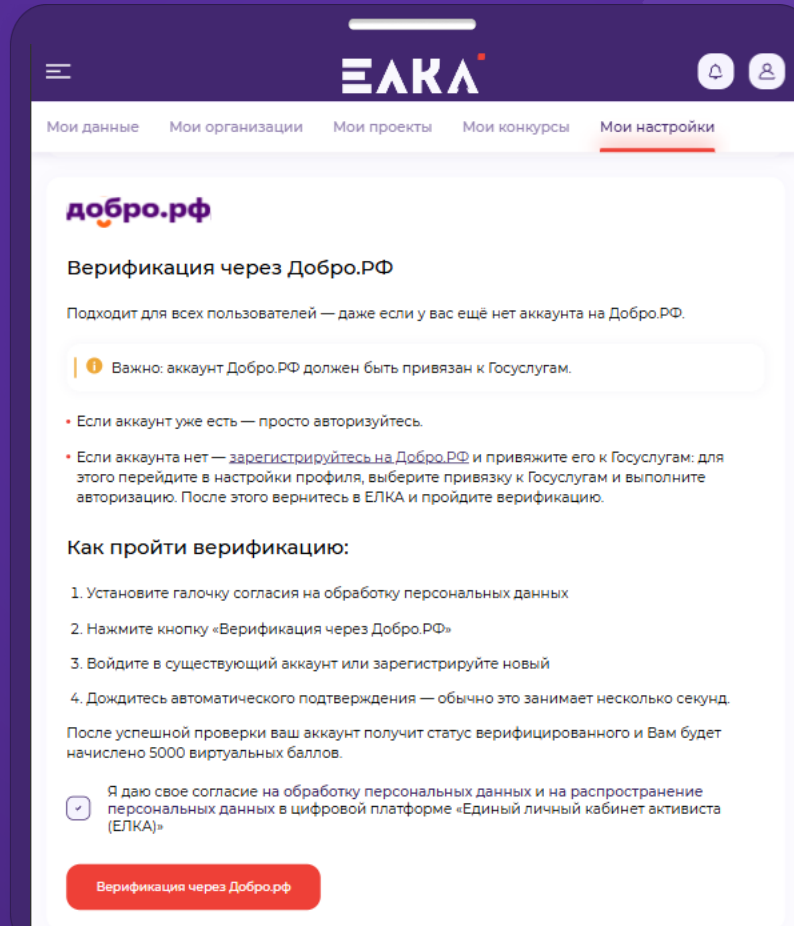 ЕЛКА
Мои данные Мои организации Мои проекты Мои конкурсы Мои настройки
добро.рф
Верификация через Добро.РФ
Подходит для всех пользователей — даже если у вас ещё нет аккаунта на Добро.РФ.
Важно: аккаунт Добро.РФ должен быть привязан к Госуслугам.
• Если аккаунт уже есть — просто авторизуйтесь.
• Если аккаунта нет — зарегистрируйтесь на Добро.РФ и привяжите его к Госуслугам: для
этого перейдите в настройки профиля, выберите привязку к Госуслугам и выполните
авторизацию. После этого вернитесь в ЕЛКА и пройдите верификацию.
Как пройти верификацию:
1. Установите галочку согласия на обработку персональных данных
2. Нажмите кнопку «Верификация через Добро.РФ»
3. Войдите в существующий аккаунт или зарегистрируйте новый
4. Дождитесь автоматического подтверждения — обычно это занимает несколько секунд.
После успешной проверки ваш аккаунт получит статус верифицированного и Вам будет
начислено 5000 виртуальных баллов.
Я даю свое согласие на обработку персональных данных и на распространение
персональных данных в цифровой платформе «Единый личный кабинет активиста
(ЕЛКА)»
Верификация через Добро.рф